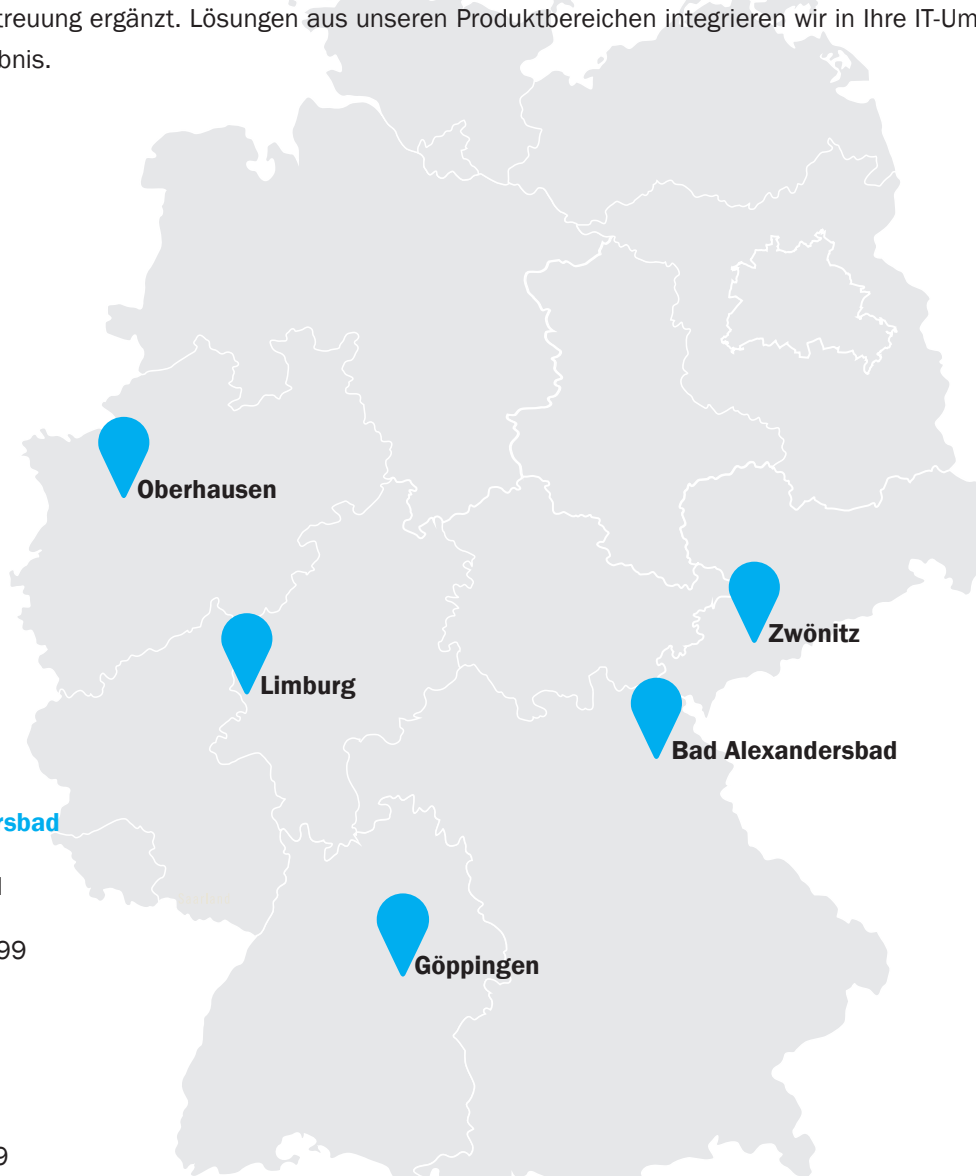 treuung ergänzt. Lösungen aus unseren Produktbereichen integrieren wir in Ihre IT-Um
bnis.
Oberhausen
Zwönitz
Limburg
Bad Alexandersbad
rsbad
99
Göppingen
9